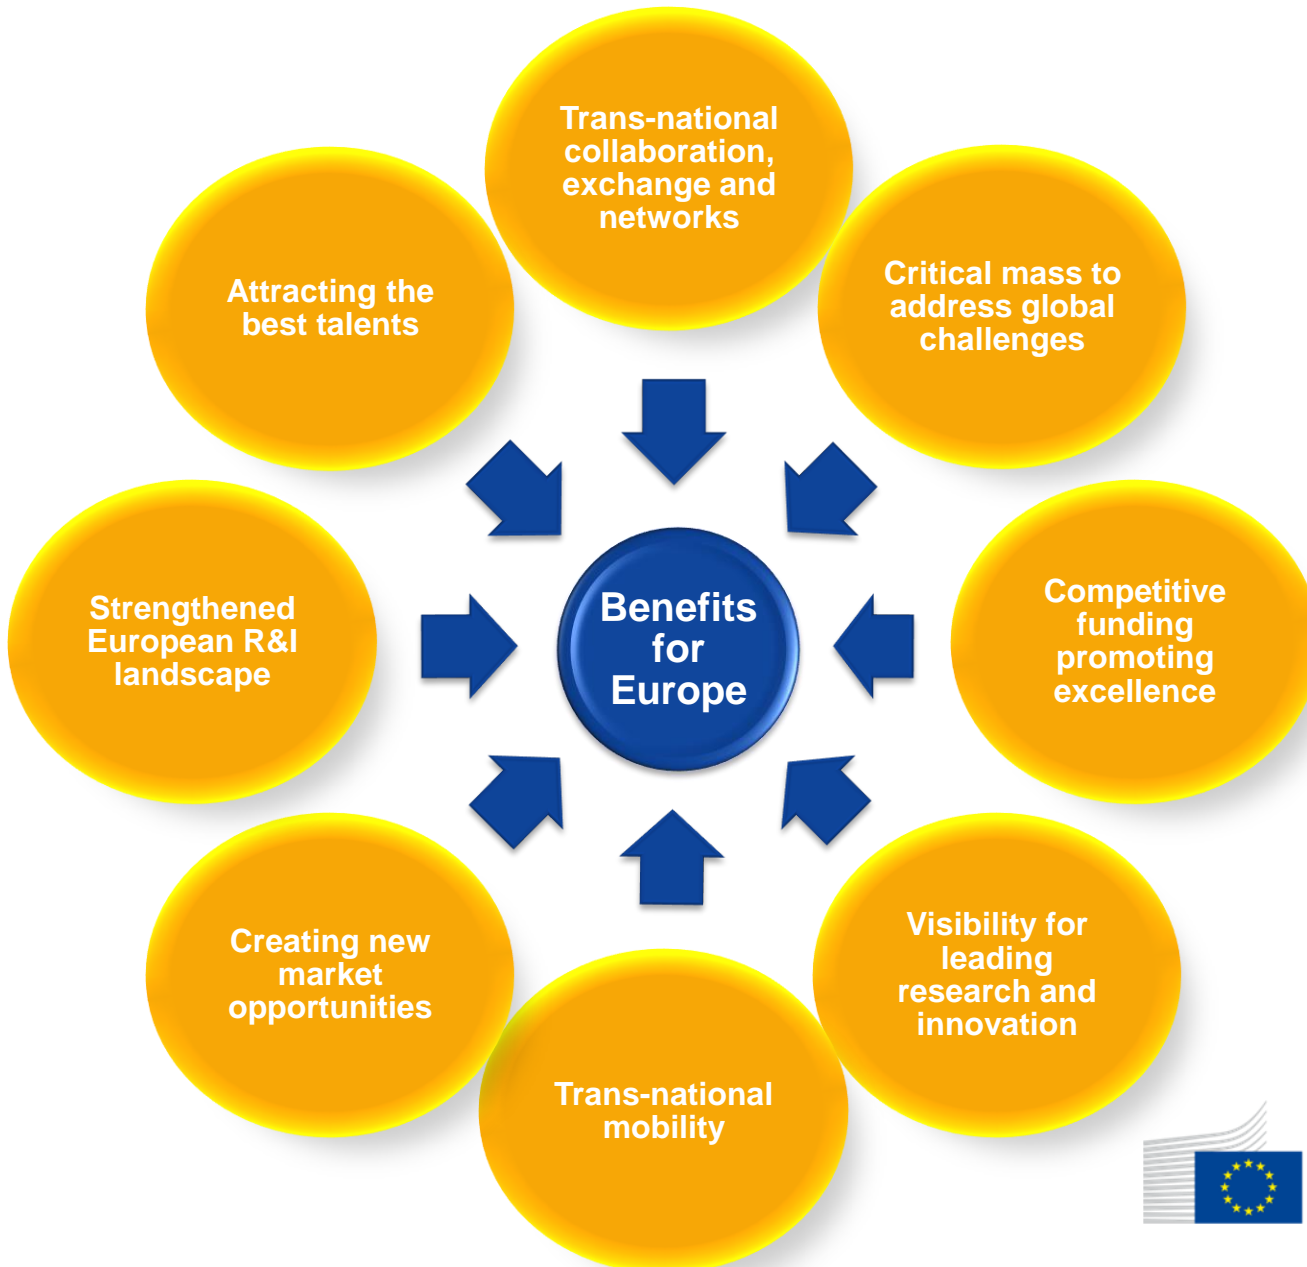 Trans-national
collaboration,
exchange and
networks
Attracting the
best talents
Critical mass to
address global
challenges
Strengthened
European R&I
landscape
Benefits
for
Europe
Competitive
funding
promoting
excellence
Creating new
market
opportunities
Visibility for
leading
research and
innovation
Trans-national
mobility